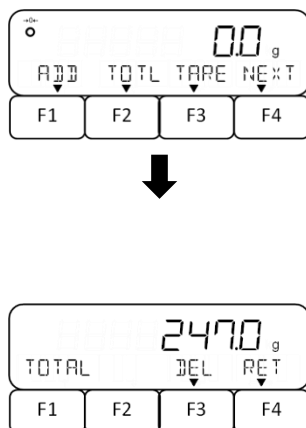 →0←
0.0 g
ADD TOTL TARE NEXT
F1 F2 F3 F4
247.0 g
TOTAL DEL RET
F1 F2 F3 F4